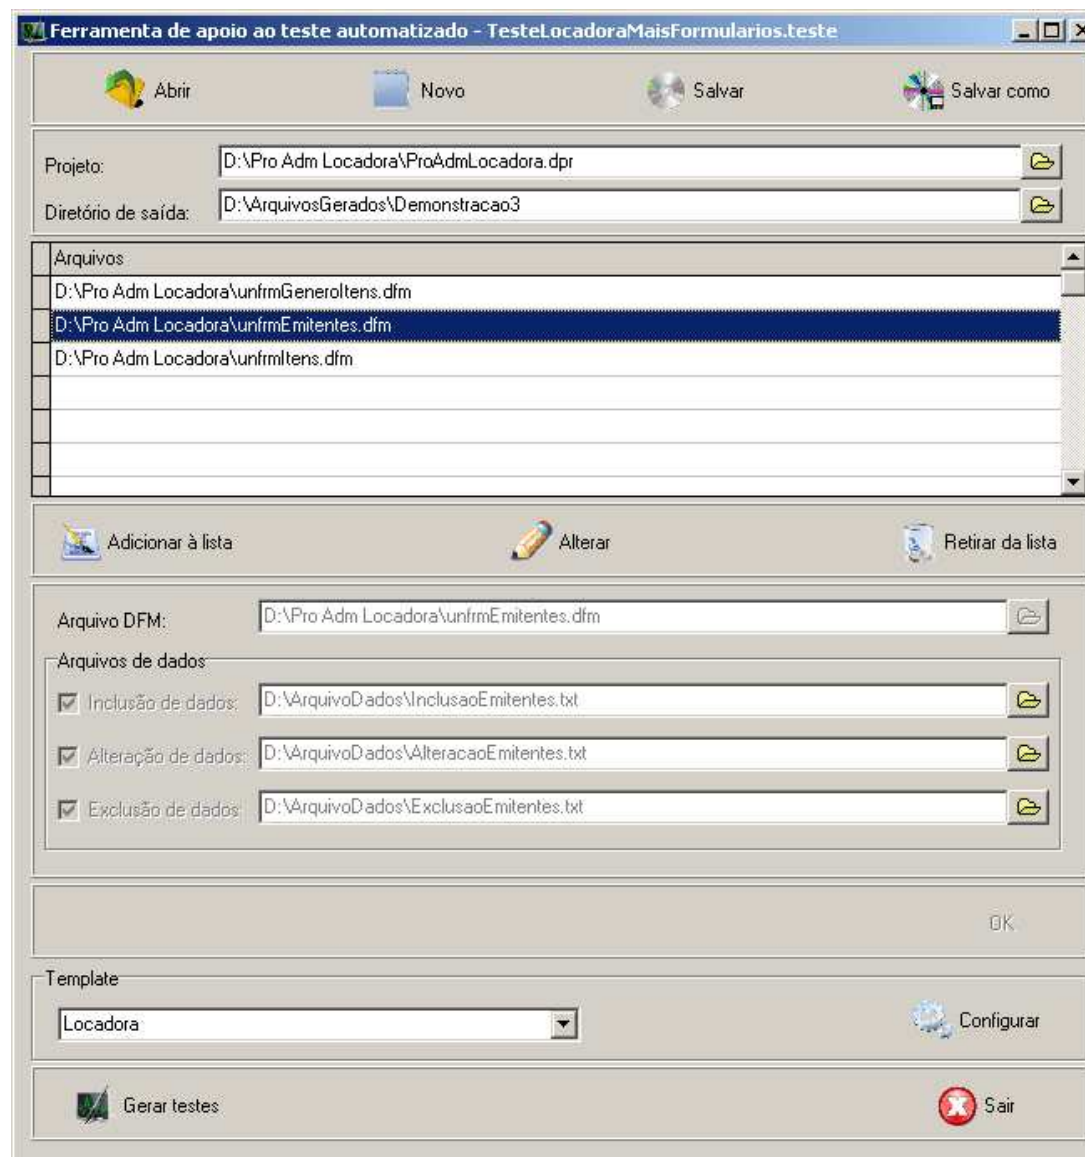 Ferramenta de apoio ao teste automatizado - TesteLocadoraMaisFormularios.teste
Abrir Novo Salvar Salvar como
Projeto: D:\Pro Adm Locadora\ProAdmLocadora.dpr
Diretório de saída: D:\ArquivosGerados\Demonstracao3
Arquivos
D:\Pro Adm Locadora\unfrmGeneroItens.dfm
D:\Pro Adm Locadora\unfrmEmitentes.dfm
D:\Pro Adm Locadora\unfrmItens.dfm
Adicionar à lista Alterar Retirar da lista
Arquivo DFM: D:\Pro Adm Locadora\unfrmEmitentes.dfm
Arquivos de dados
Inclusão de dados: D:\ArquivoDados\InclusaoEmitentes.txt
Alteração de dados: D:\ArquivoDados\AlteracaoEmitentes.txt
Exclusão de dados: D:\ArquivoDados\ExclusaoEmitentes.txt
OK
Template
Locadora Configurar
Gerar testes Sair